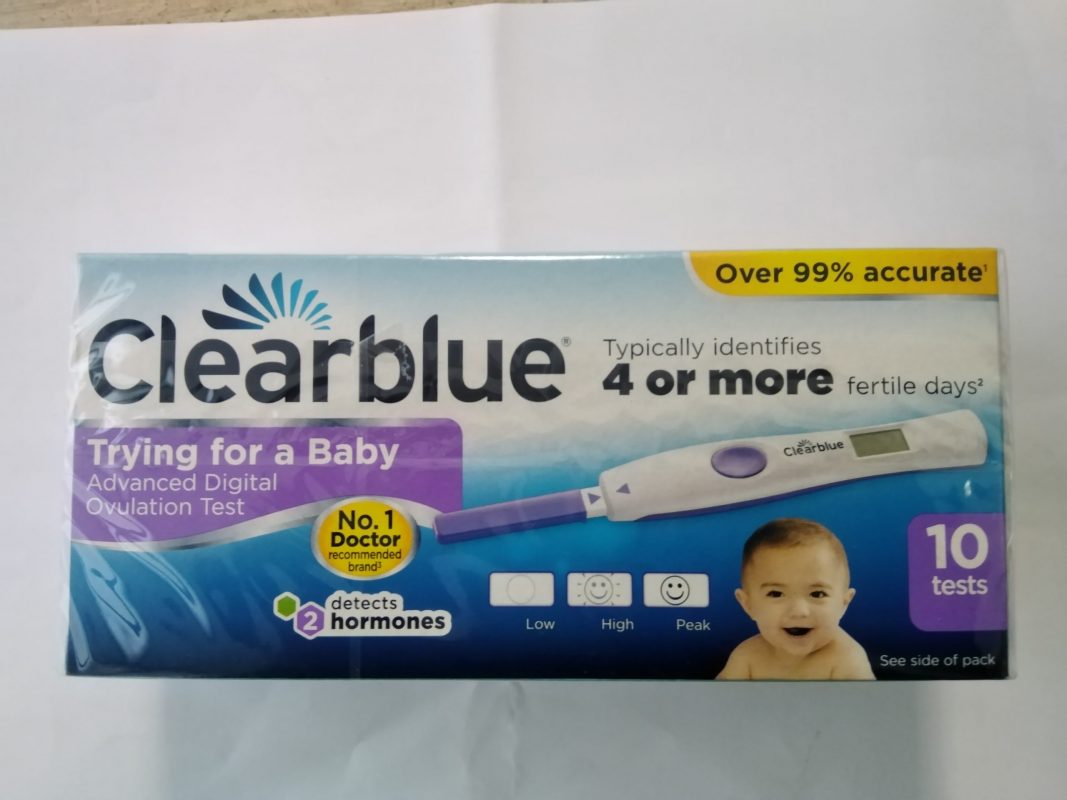 Over 99% accurate¹
Clearblue®
Typically identifies
4 or more fertile days²
Trying for a Baby
Advanced Digital
Ovulation Test
Clearblue
No. 1
Doctor
recommended
brand³
10
tests
2 detects
hormones
Low High Peak
See side of pack